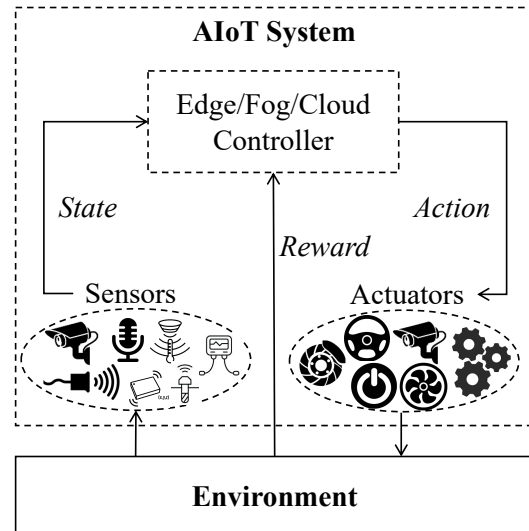 AIoT System
Edge/Fog/Cloud
Controller
State
Action
Reward
Sensors
Actuators
Environment